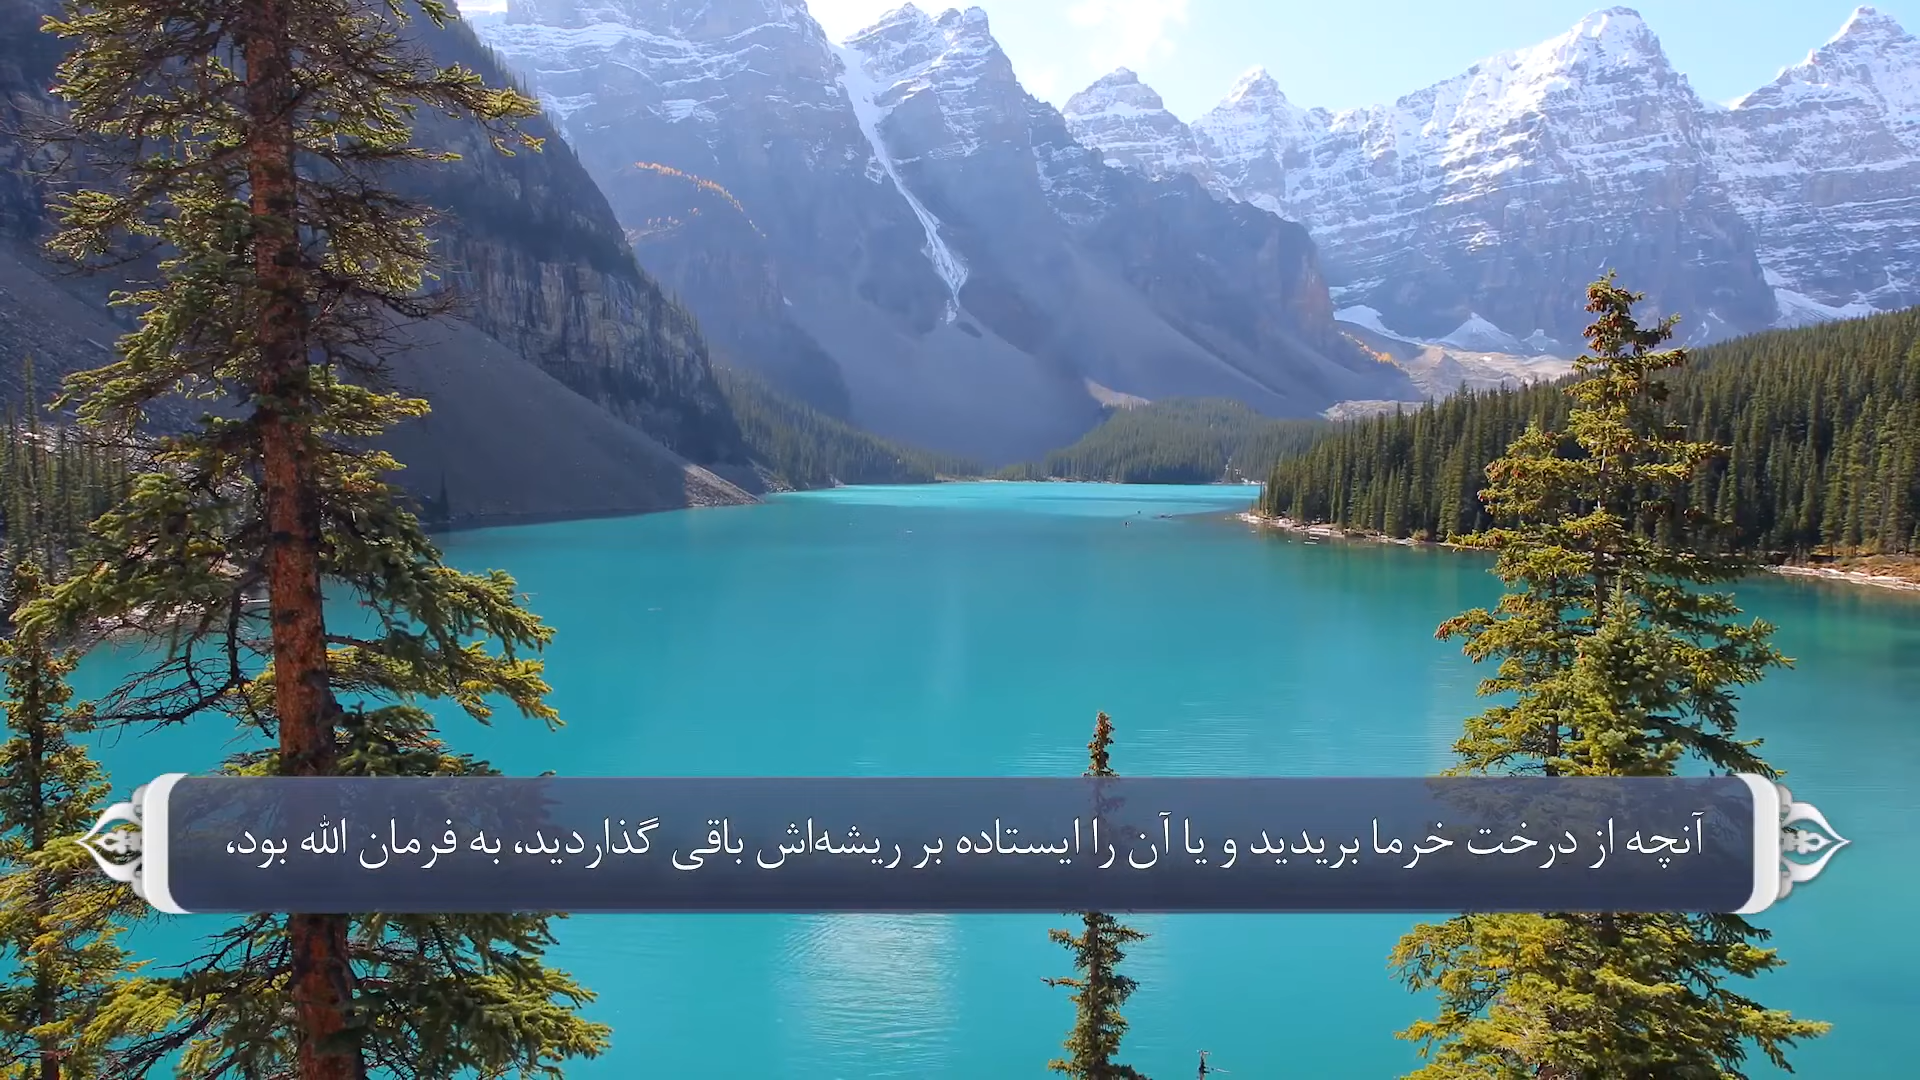 آنچه از درخت خرما بریدید و یا آن را ایستاده بر ریشه‌اش باقی گذاردید، به فرمان الله بود،